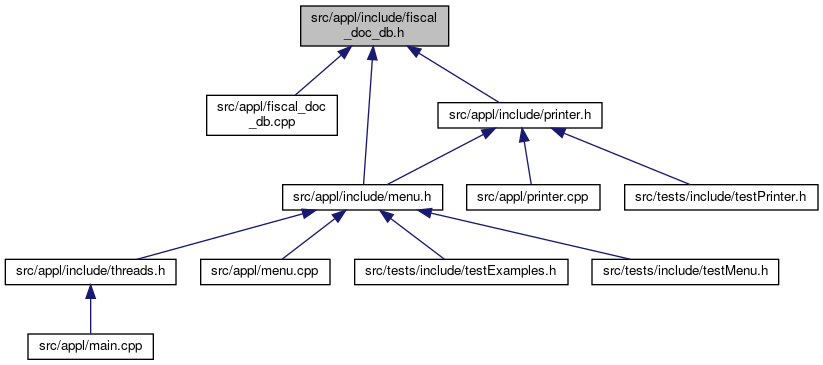 src/appl/include/fiscal
_doc_db.h
src/appl/fiscal_doc
_db.cpp
src/appl/include/printer.h
src/appl/include/menu.h
src/appl/printer.cpp
src/tests/include/testPrinter.h
src/appl/include/threads.h
src/appl/menu.cpp
src/tests/include/testExamples.h
src/tests/include/testMenu.h
src/appl/main.cpp